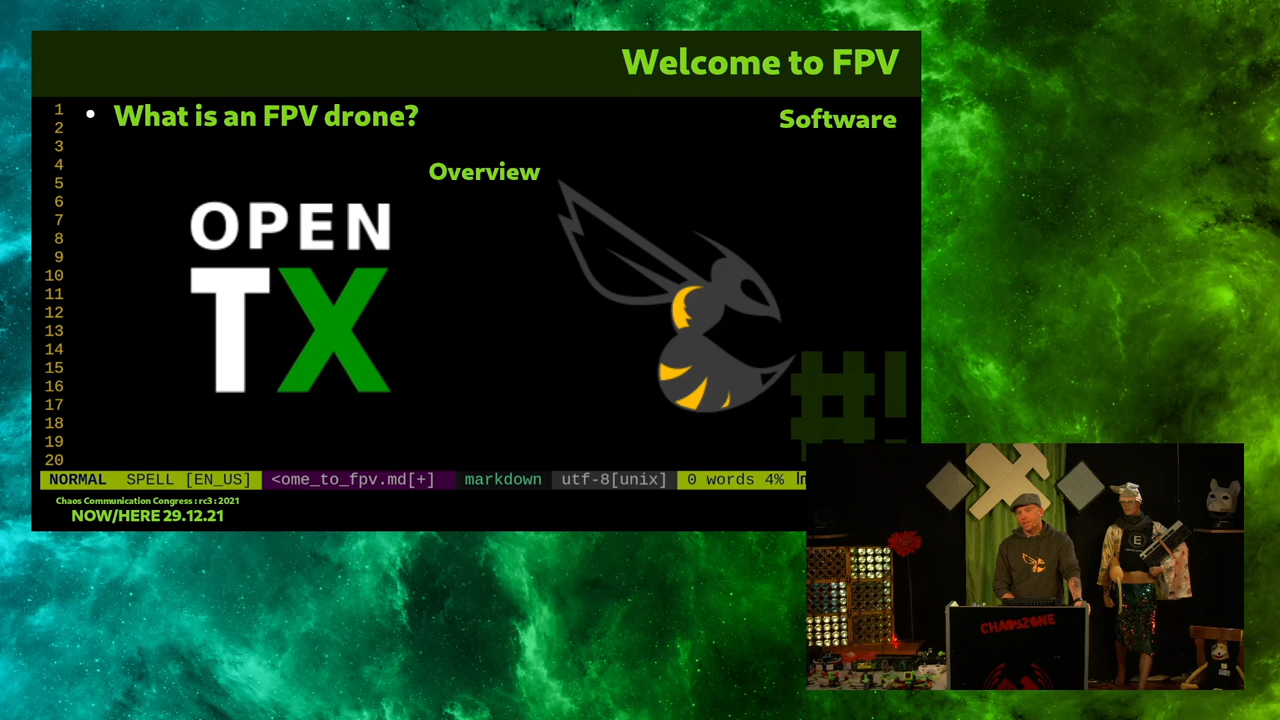 Welcome to FPV
• What is an FPV drone?
Software
Overview
OPEN
TX
#!
1
2
3
4
5
6
7
8
9
10
11
12
13
14
15
16
17
18
19
20
NORMAL SPELL [EN_US] <ome_to_fpv.md[+] markdown utf-8[unix] 0 words 4% ln
Chaos Communication Congress : rc3 : 2021
NOW/HERE 29.12.21
E
CHAOSZONE